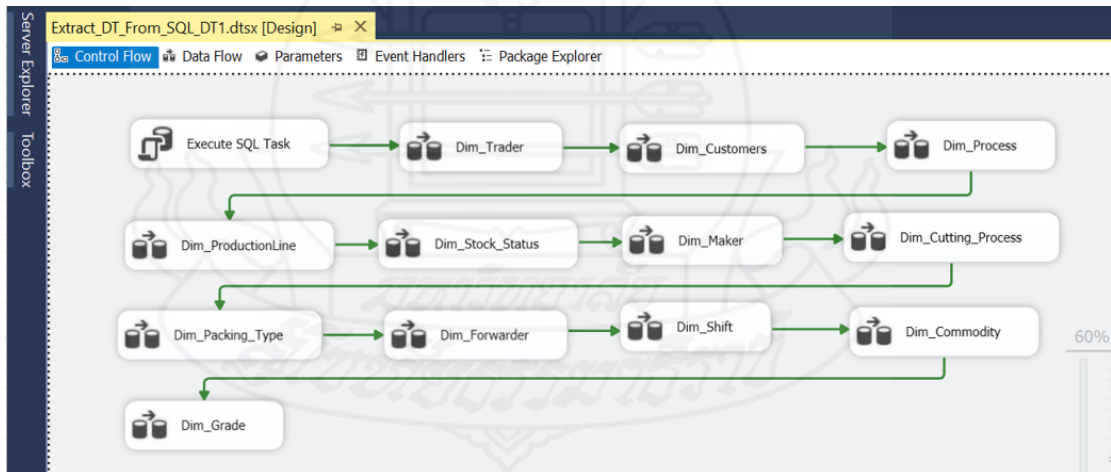 Extract_DT_From_SQL_DT1.dtsx [Design]
Control Flow Data Flow Parameters Event Handlers Package Explorer
Server Explorer
Toolbox
Execute SQL Task
Dim_Trader
Dim_Customers
Dim_Process
Dim_ProductionLine
Dim_Stock_Status
Dim_Maker
Dim_Cutting_Process
Dim_Packing_Type
Dim_Forwarder
Dim_Shift
Dim_Commodity
60%
Dim_Grade